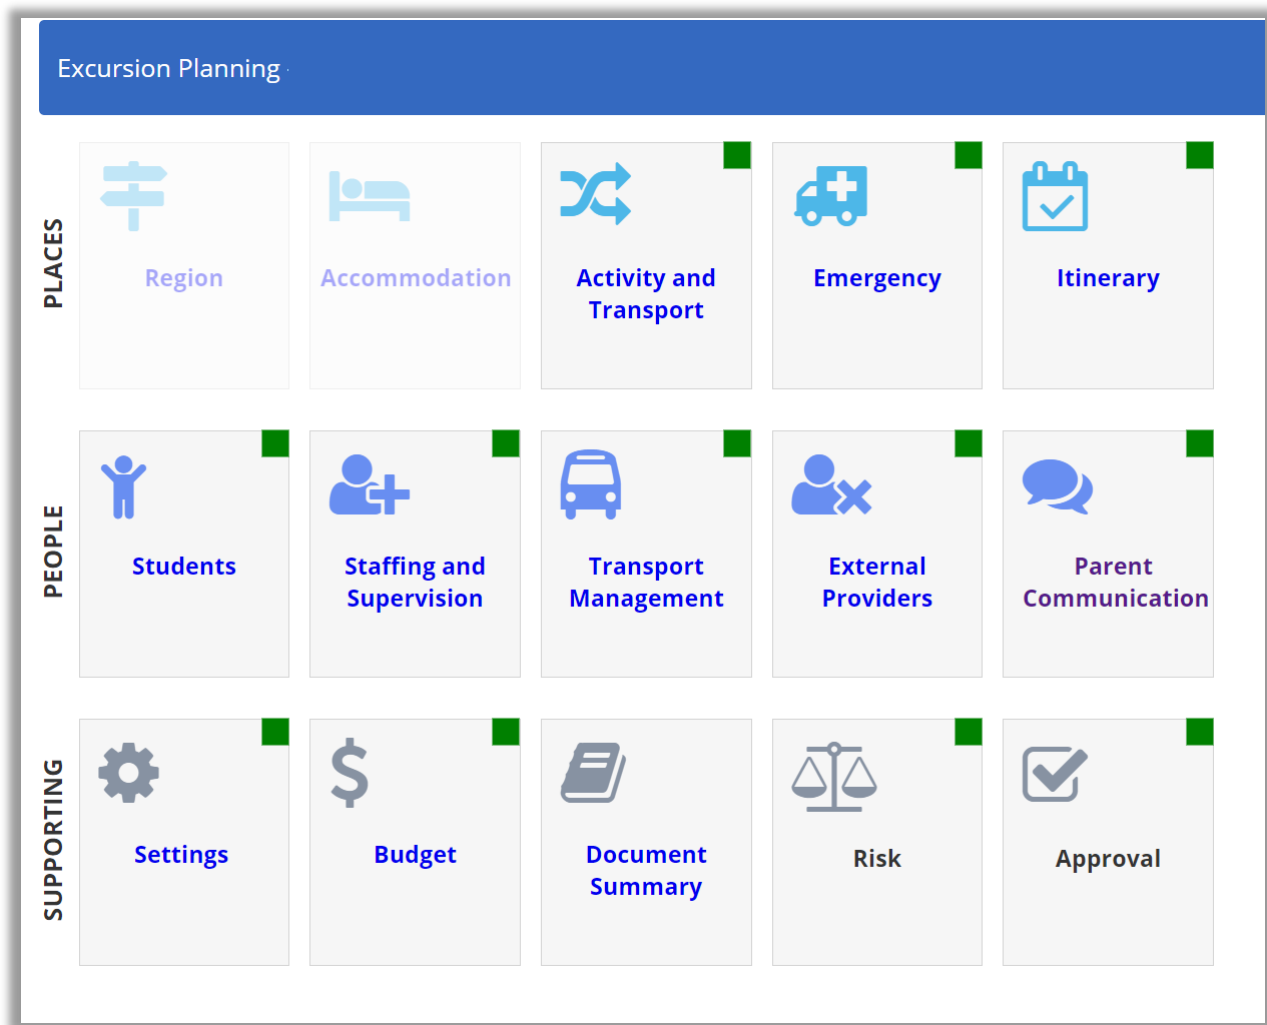 Excursion Planning
PLACES
Region
Accommodation
Activity and
Transport
Emergency
Itinerary
PEOPLE
Students
Staffing and
Supervision
Transport
Management
External
Providers
Parent
Communication
SUPPORTING
Settings
Budget
Document
Summary
Risk
Approval